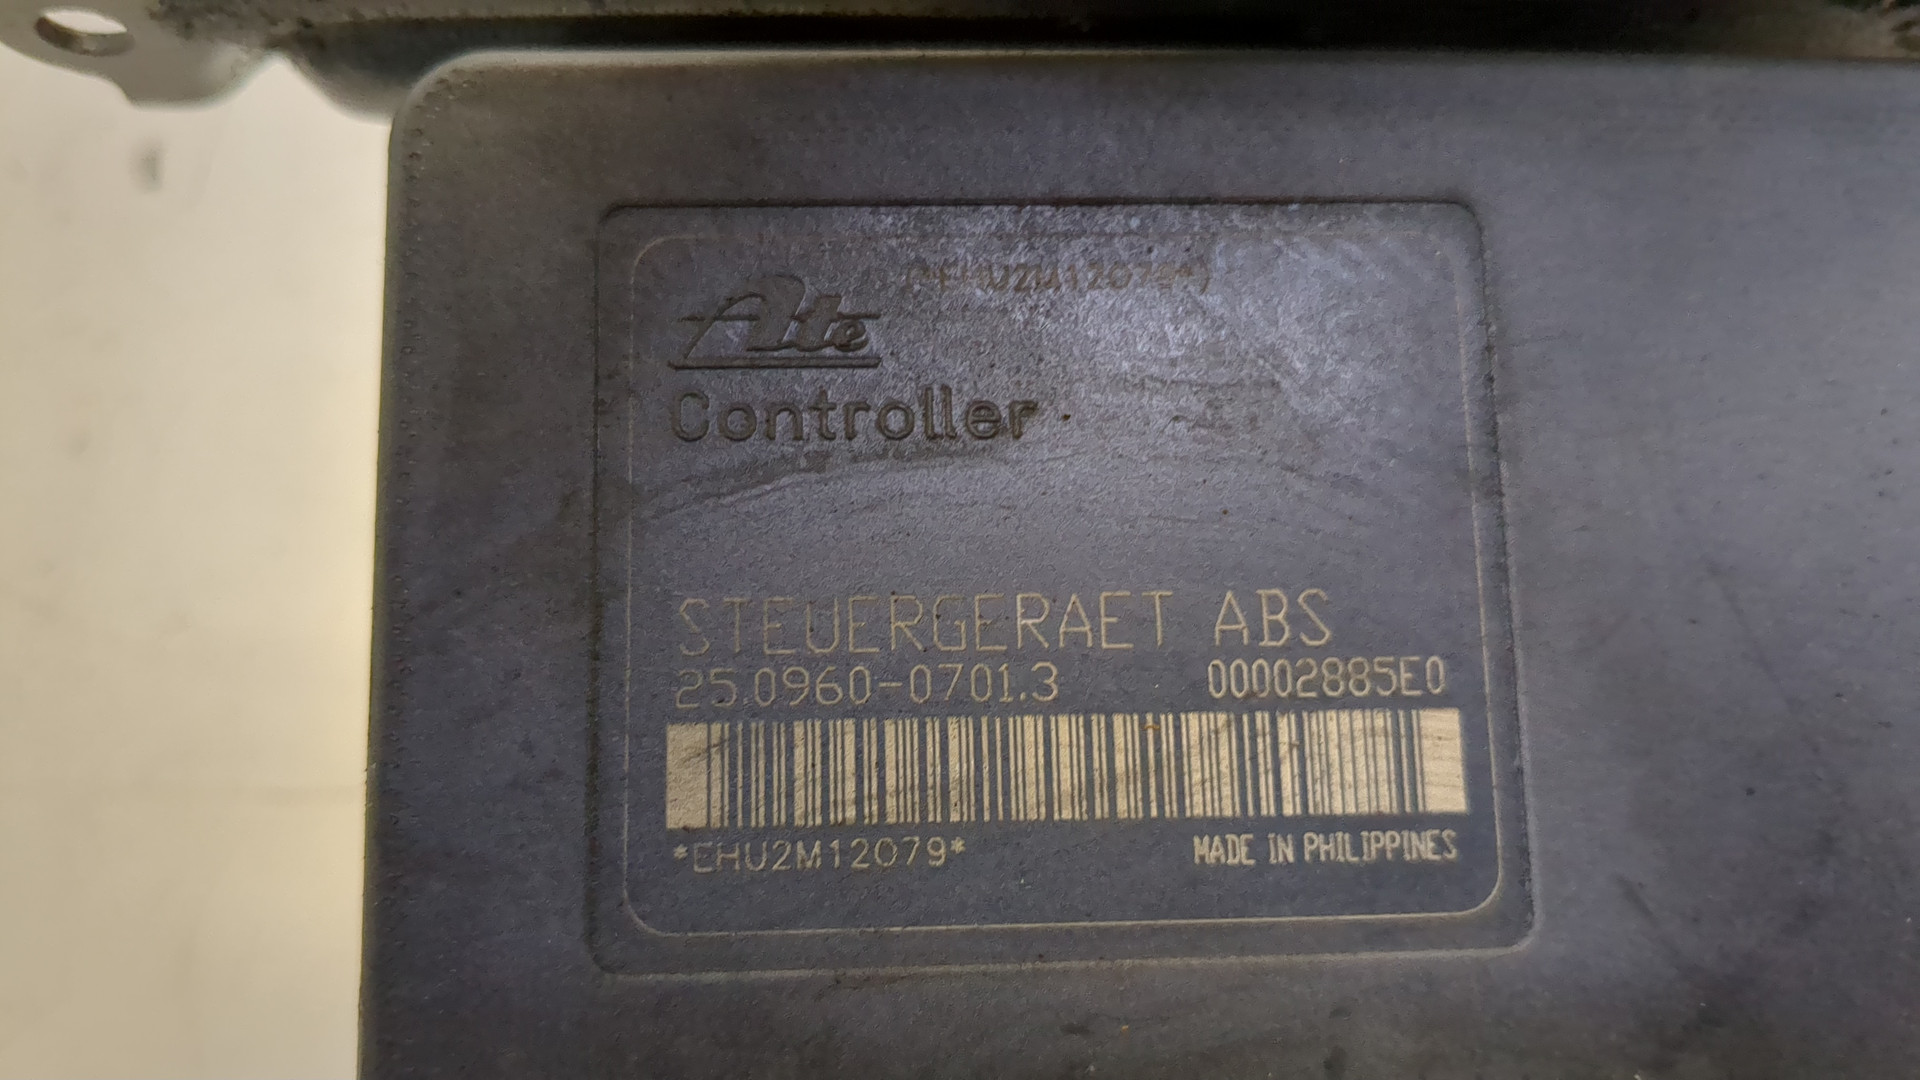 (*EHU2M12079*)
Ate
Controller
STEUERGERAET ABS
25.0960-0701.3 00002885E0
*EHU2M12079* MADE IN PHILIPPINES